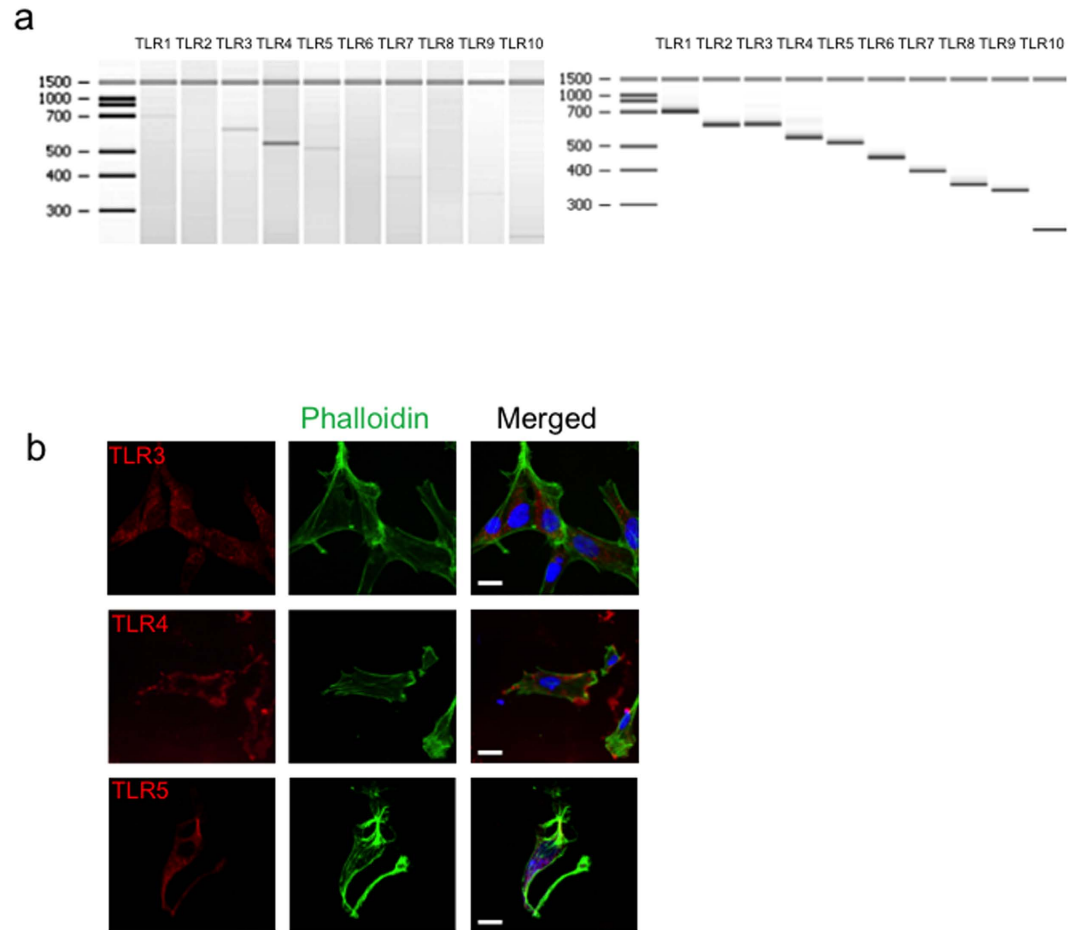 a
TLR1 TLR2 TLR3 TLR4 TLR5 TLR6 TLR7 TLR8 TLR9 TLR10
1500
1000
700
500
400
300
TLR1 TLR2 TLR3 TLR4 TLR5 TLR6 TLR7 TLR8 TLR9 TLR10
1500
1000
700
500
400
300
b
Phalloidin Merged
TLR3
TLR4
TLR5